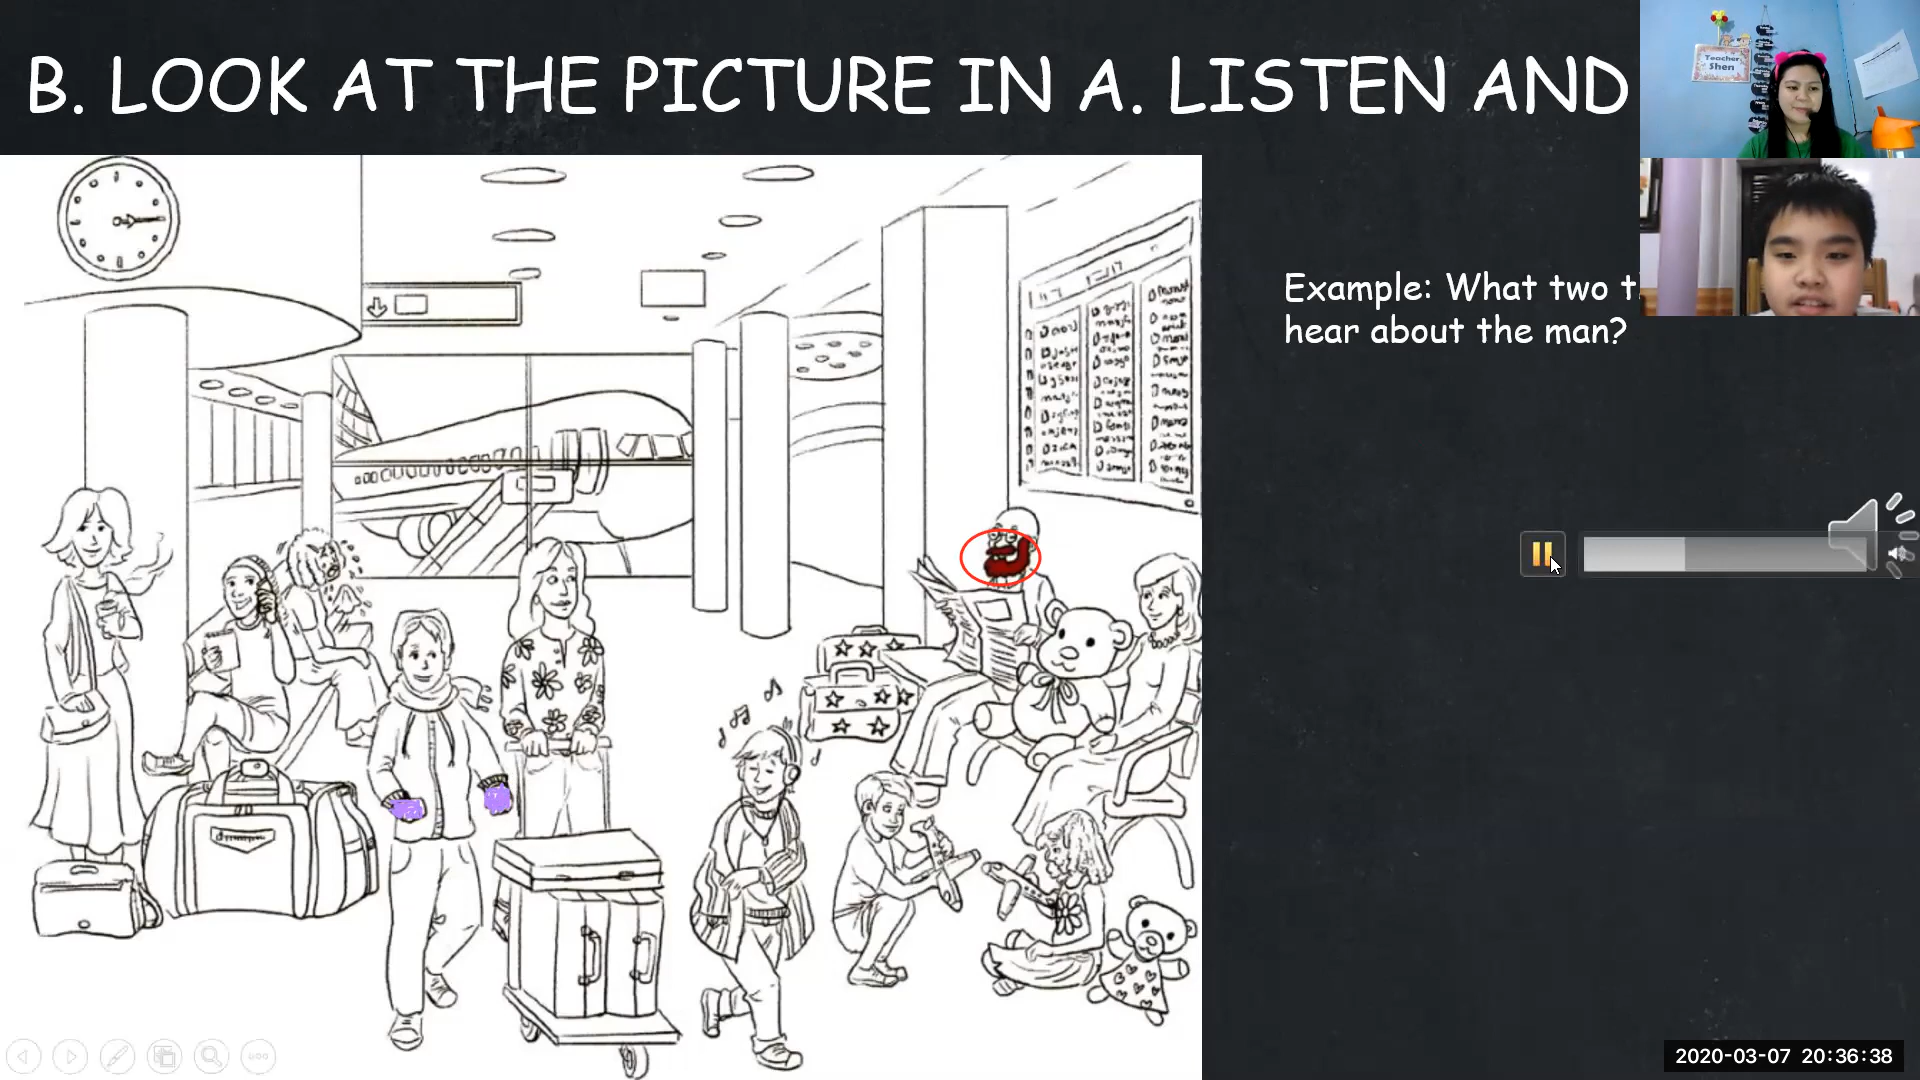 B. LOOK AT THE PICTURE IN A. LISTEN AND
Teacher
Shen
Example: What two t
hear about the man?
2020-03-07 20:36:38